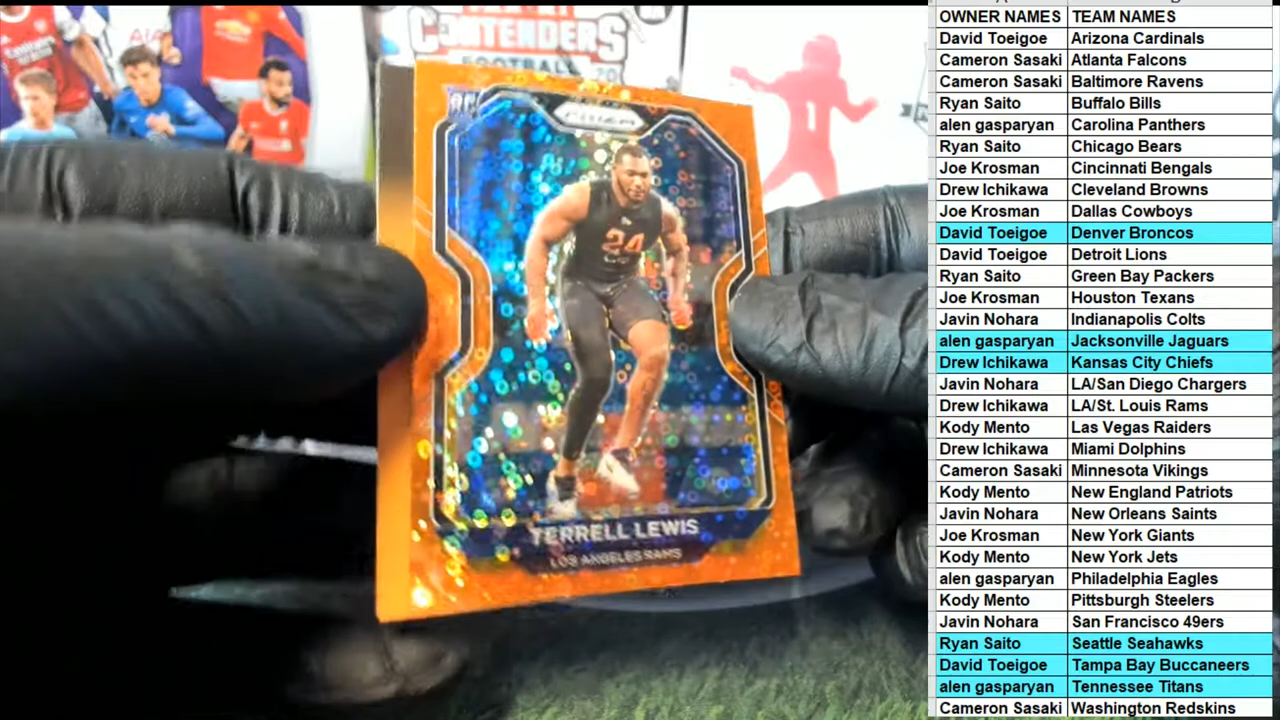 CONTENDERS
FOOTBALL 20
PRIZM
24
TERRELL LEWIS
LOS ANGELES RAMS
OWNER NAMES TEAM NAMES
David Toeigoe Arizona Cardinals
Cameron Sasaki Atlanta Falcons
Cameron Sasaki Baltimore Ravens
Ryan Saito Buffalo Bills
alen gasparyan Carolina Panthers
Ryan Saito Chicago Bears
Joe Krosman Cincinnati Bengals
Drew Ichikawa Cleveland Browns
Joe Krosman Dallas Cowboys
David Toeigoe Denver Broncos
David Toeigoe Detroit Lions
Ryan Saito Green Bay Packers
Joe Krosman Houston Texans
Javin Nohara Indianapolis Colts
alen gasparyan Jacksonville Jaguars
Drew Ichikawa Kansas City Chiefs
Javin Nohara LA/San Diego Chargers
Drew Ichikawa LA/St. Louis Rams
Kody Mento Las Vegas Raiders
Drew Ichikawa Miami Dolphins
Cameron Sasaki Minnesota Vikings
Kody Mento New England Patriots
Javin Nohara New Orleans Saints
Joe Krosman New York Giants
Kody Mento New York Jets
alen gasparyan Philadelphia Eagles
Kody Mento Pittsburgh Steelers
Javin Nohara San Francisco 49ers
Ryan Saito Seattle Seahawks
David Toeigoe Tampa Bay Buccaneers
alen gasparyan Tennessee Titans
Cameron Sasaki Washington Redskins